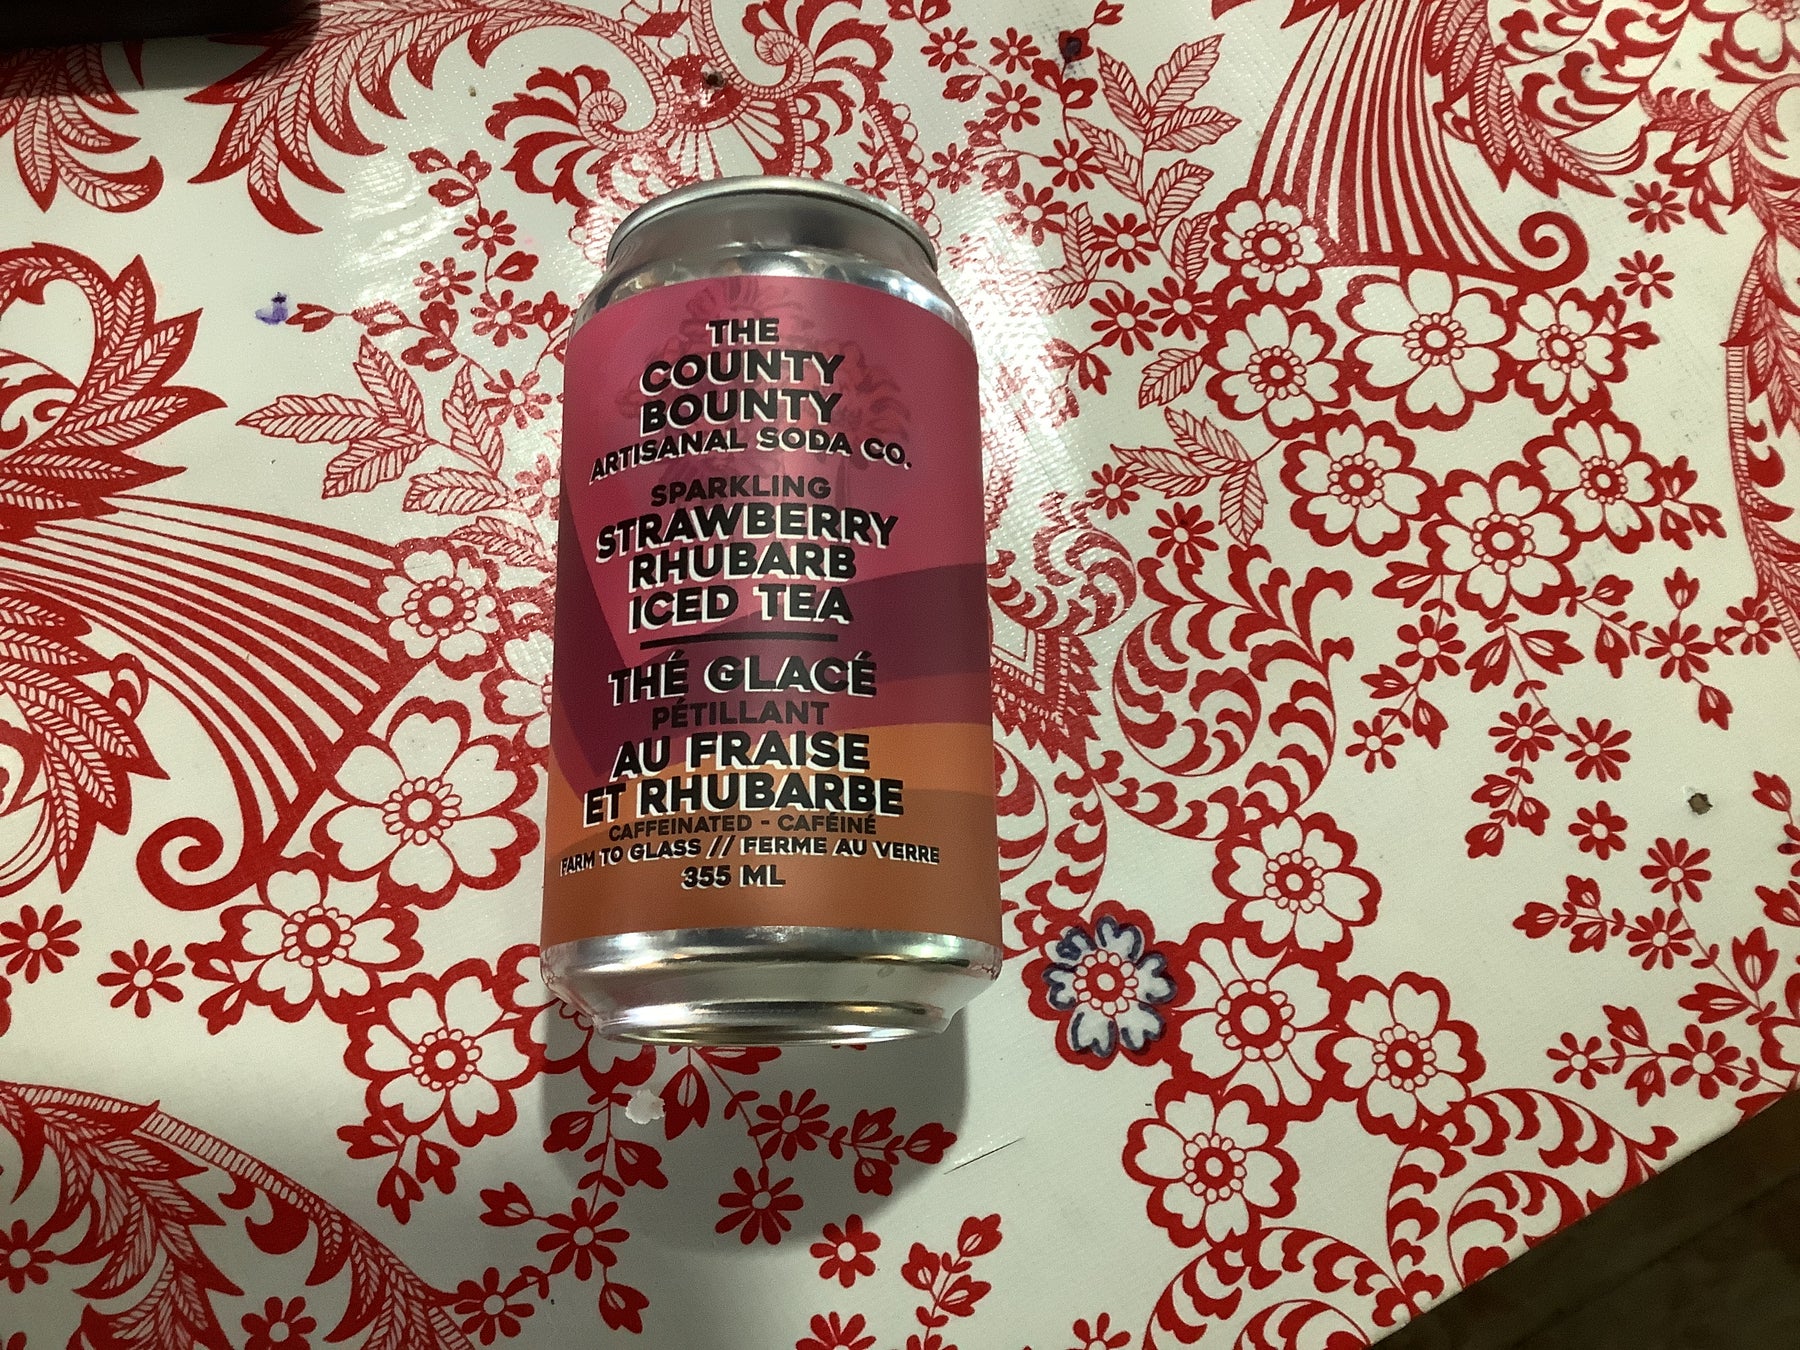 THE
COUNTY
BOUNTY
ARTISANAL SODA CO.
SPARKLING
STRAWBERRY
RHUBARB
ICED TEA
THÉ GLACÉ
PÉTILLANT
AU FRAISE
ET RHUBARBE
CAFFEINATED - CAFÉINÉ
FARM TO GLASS // FERME AU VERRE
355 ML